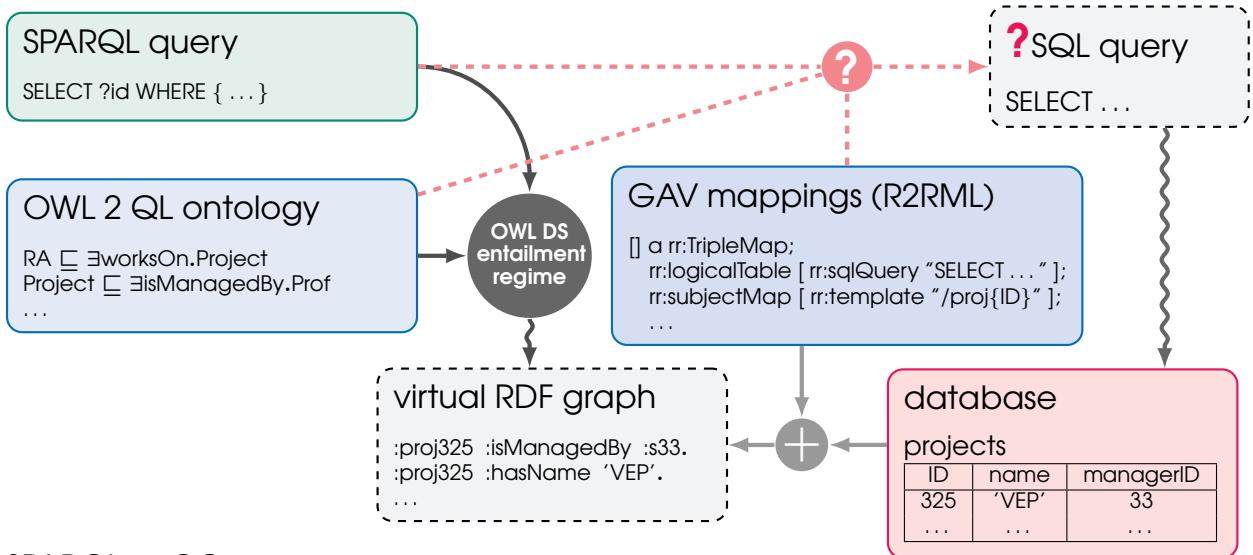 SPARQL query
SELECT ?id WHERE { ... }
?
?SQL query
SELECT ...
OWL 2 QL ontology
RA ⊑ ∃worksOn.Project
Project ⊑ ∃isManagedBy.Prof
...
OWL DS
entailment
regime
GAV mappings (R2RML)
[] a rr:TripleMap;
rr:logicalTable [ rr:sqlQuery "SELECT ..." ];
rr:subjectMap [ rr:template "/proj{ID}" ];
...
virtual RDF graph
:proj325 :isManagedBy :s33.
:proj325 :hasName 'VEP'.
...
+
database
projects
ID name managerID
325 'VEP' 33
... ... ...